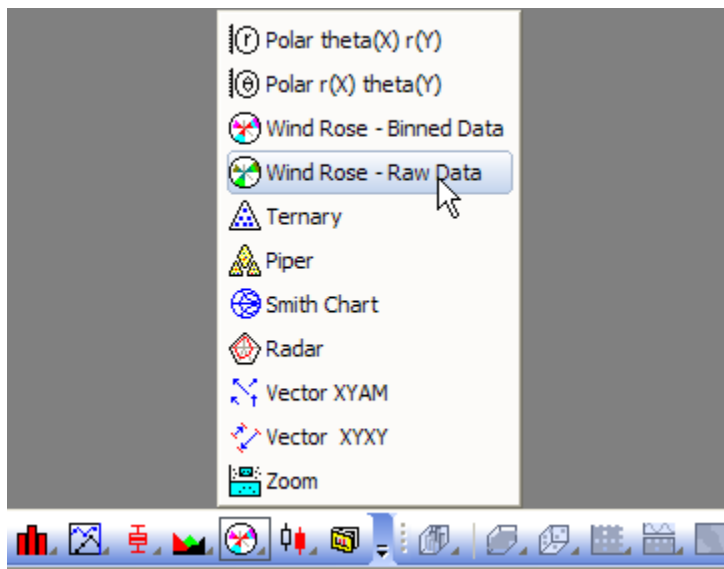 Polar theta(X) r(Y)
Polar r(X) theta(Y)
Wind Rose - Binned Data
Wind Rose - Raw Data
Ternary
Piper
Smith Chart
Radar
Vector XYAM
Vector  XYXY
Zoom